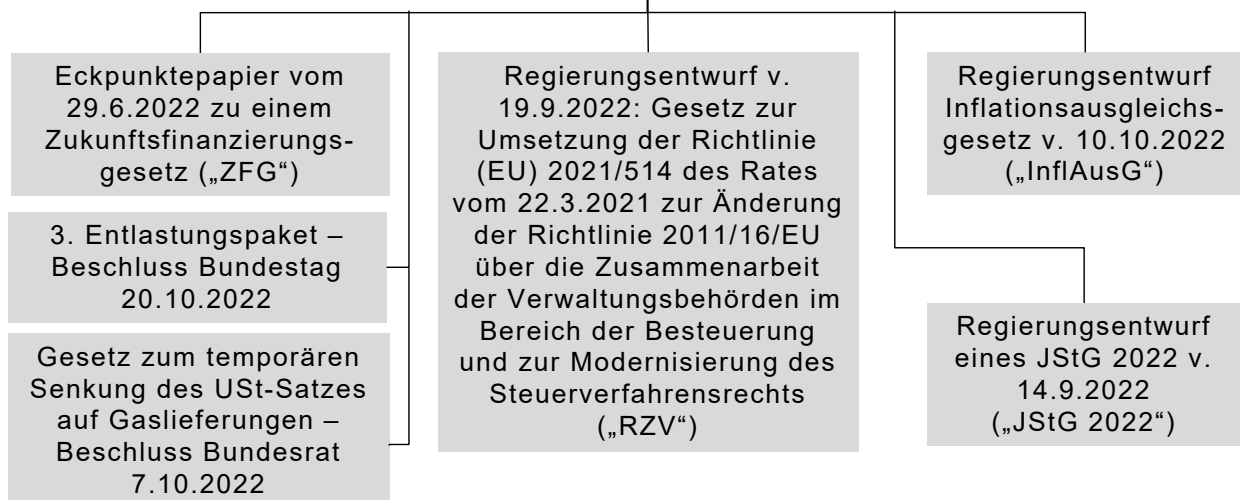 Eckpunktepapier vom
29.6.2022 zu einem
Zukunftsfinanzierungs-
gesetz („ZFG“)
3. Entlastungspaket –
Beschluss Bundestag
20.10.2022
Gesetz zum temporären
Senkung des USt-Satzes
auf Gaslieferungen –
Beschluss Bundesrat
7.10.2022
Regierungsentwurf v.
19.9.2022: Gesetz zur
Umsetzung der Richtlinie
(EU) 2021/514 des Rates
vom 22.3.2021 zur Änderung
der Richtlinie 2011/16/EU
über die Zusammenarbeit
der Verwaltungsbehörden im
Bereich der Besteuerung
und zur Modernisierung des
Steuerverfahrensrechts
(„RZV“)
Regierungsentwurf
Inflationsausgleichs-
gesetz v. 10.10.2022
(„InflAusG“)
Regierungsentwurf
eines JStG 2022 v.
14.9.2022
(„JStG 2022“)